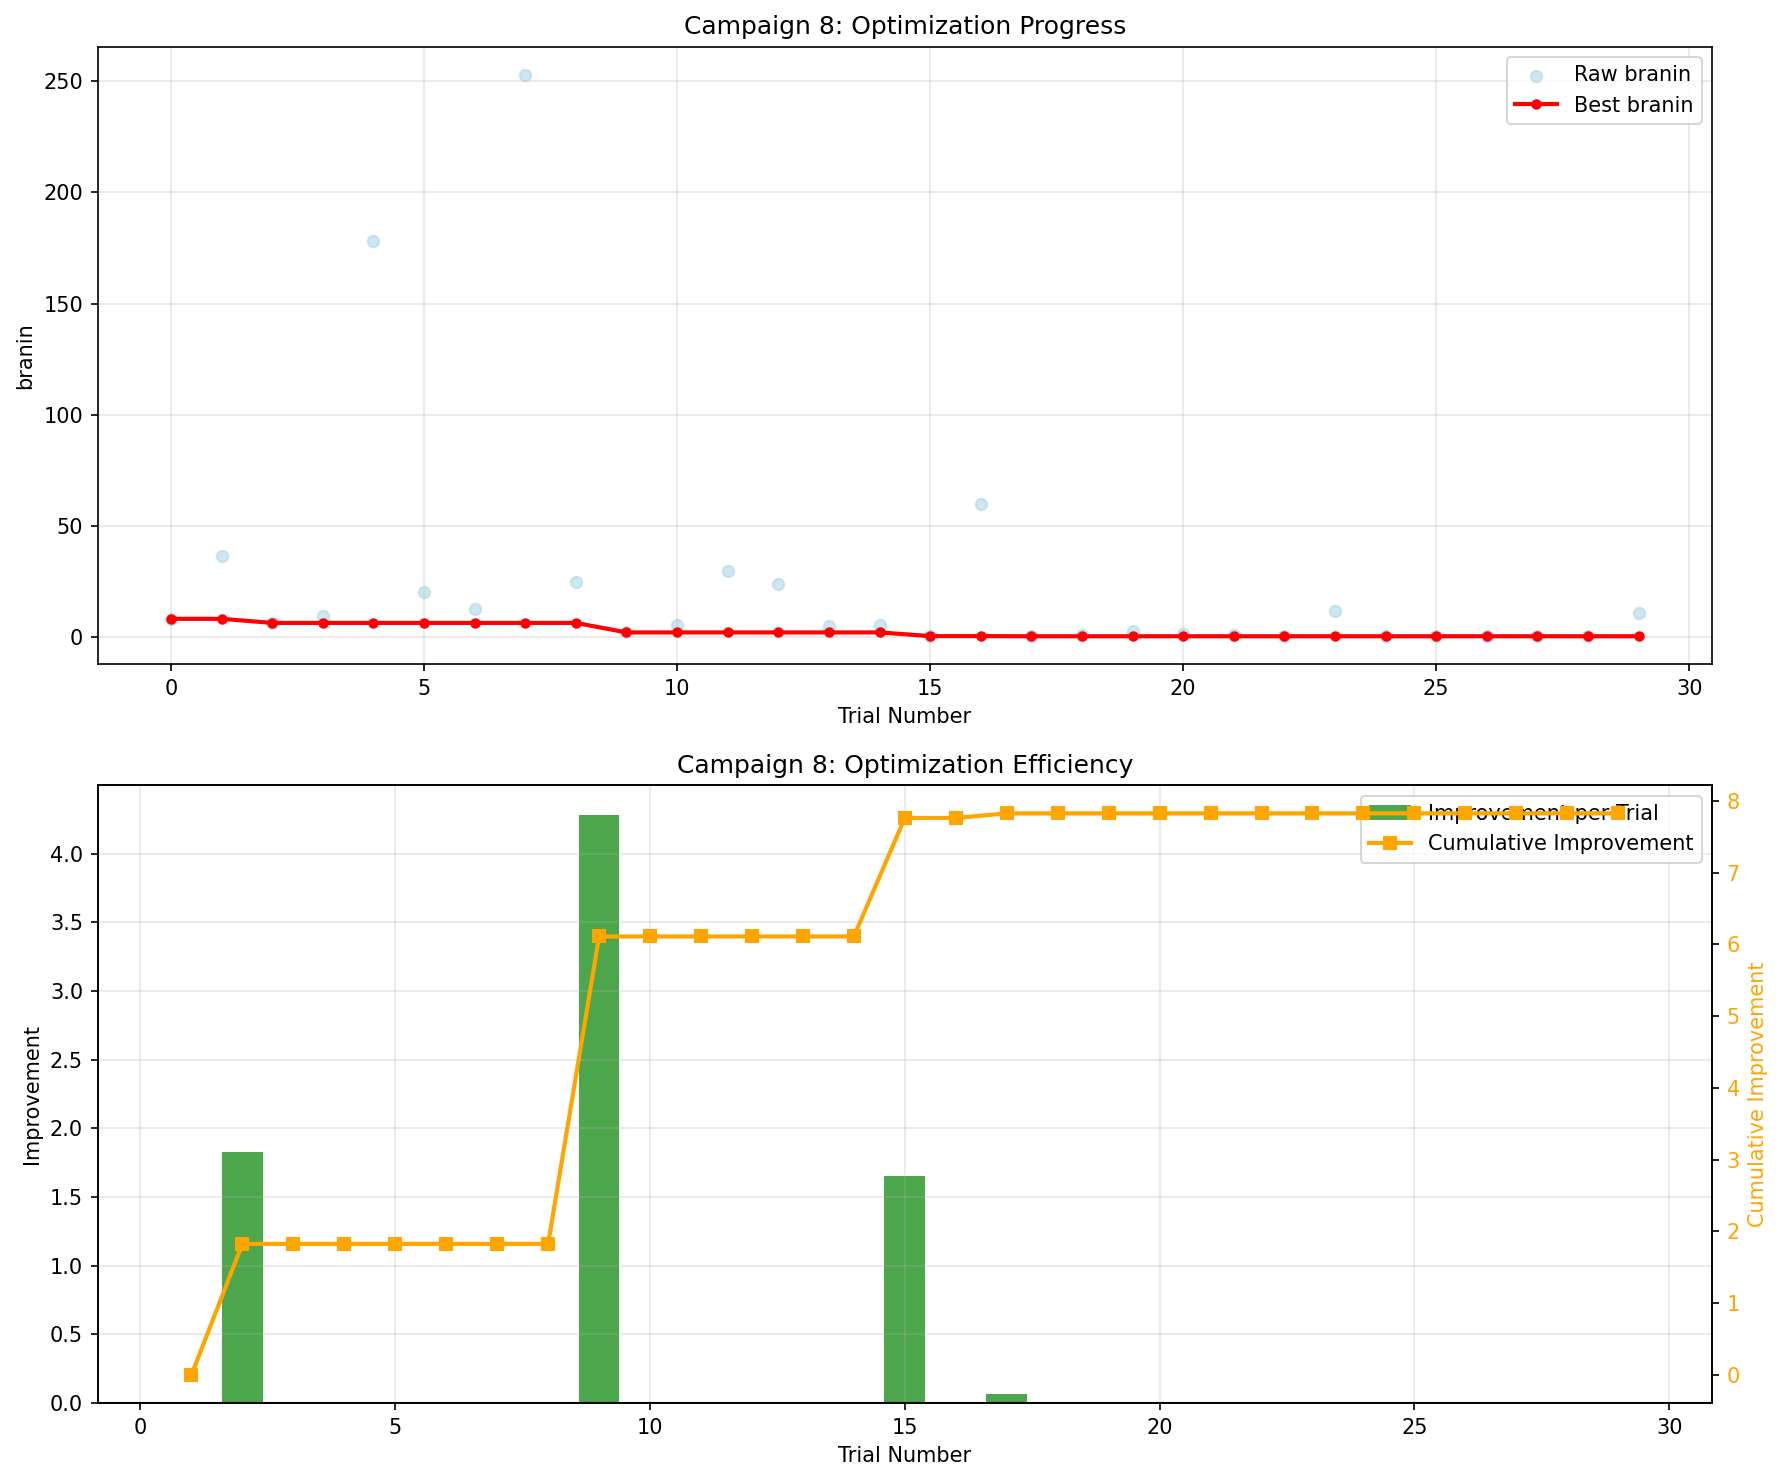 Campaign 8: Optimization Progress
250
200
150
100
50
0
branin
Raw branin
Best branin
0 5 10 15 20 25 30
Trial Number
Campaign 8: Optimization Efficiency
4.0
3.5
3.0
2.5
2.0
1.5
1.0
0.5
0.0
Improvement
Improvement per Trial
Cumulative Improvement
8
7
6
5
4
3
2
1
0
Cumulative Improvement
0 5 10 15 20 25 30
Trial Number